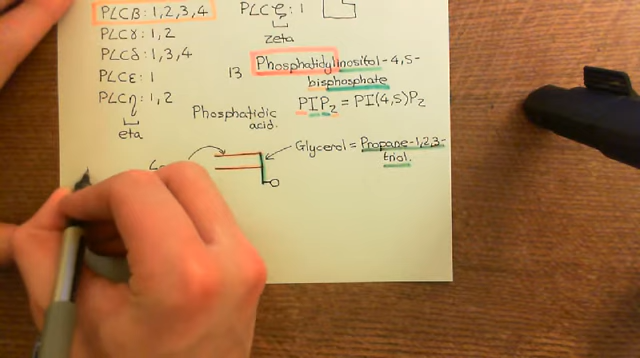 PLCβ: 1,2,3,4
PLCγ: 1,2
PLCδ: 1,3,4
PLCε: 1
PLCη: 1,2
eta
PLCζ: 1
zeta
13
Phosphatidylinositol-4,5-
bisphosphate
PIP₂ = PI(4,5)P₂
Phosphatidic
acid.
Glycerol = Propane-1,2,3-
triol.